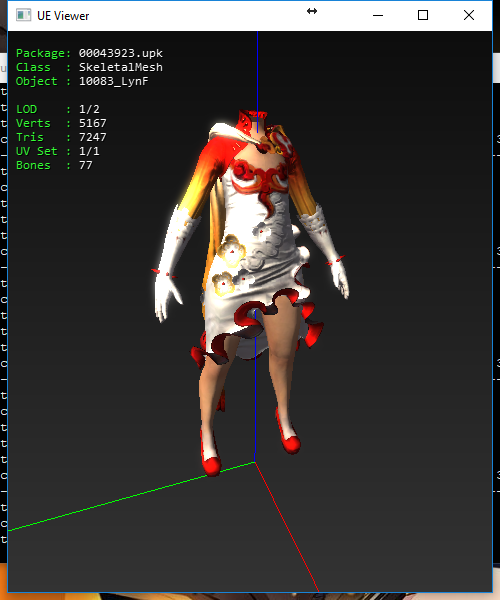 UE Viewer
Package: 00043923.upk
Class : SkeletalMesh
Object : 10083_LynF
LOD : 1/2
Verts : 5167
Tris : 7247
UV Set : 1/1
Bones : 77